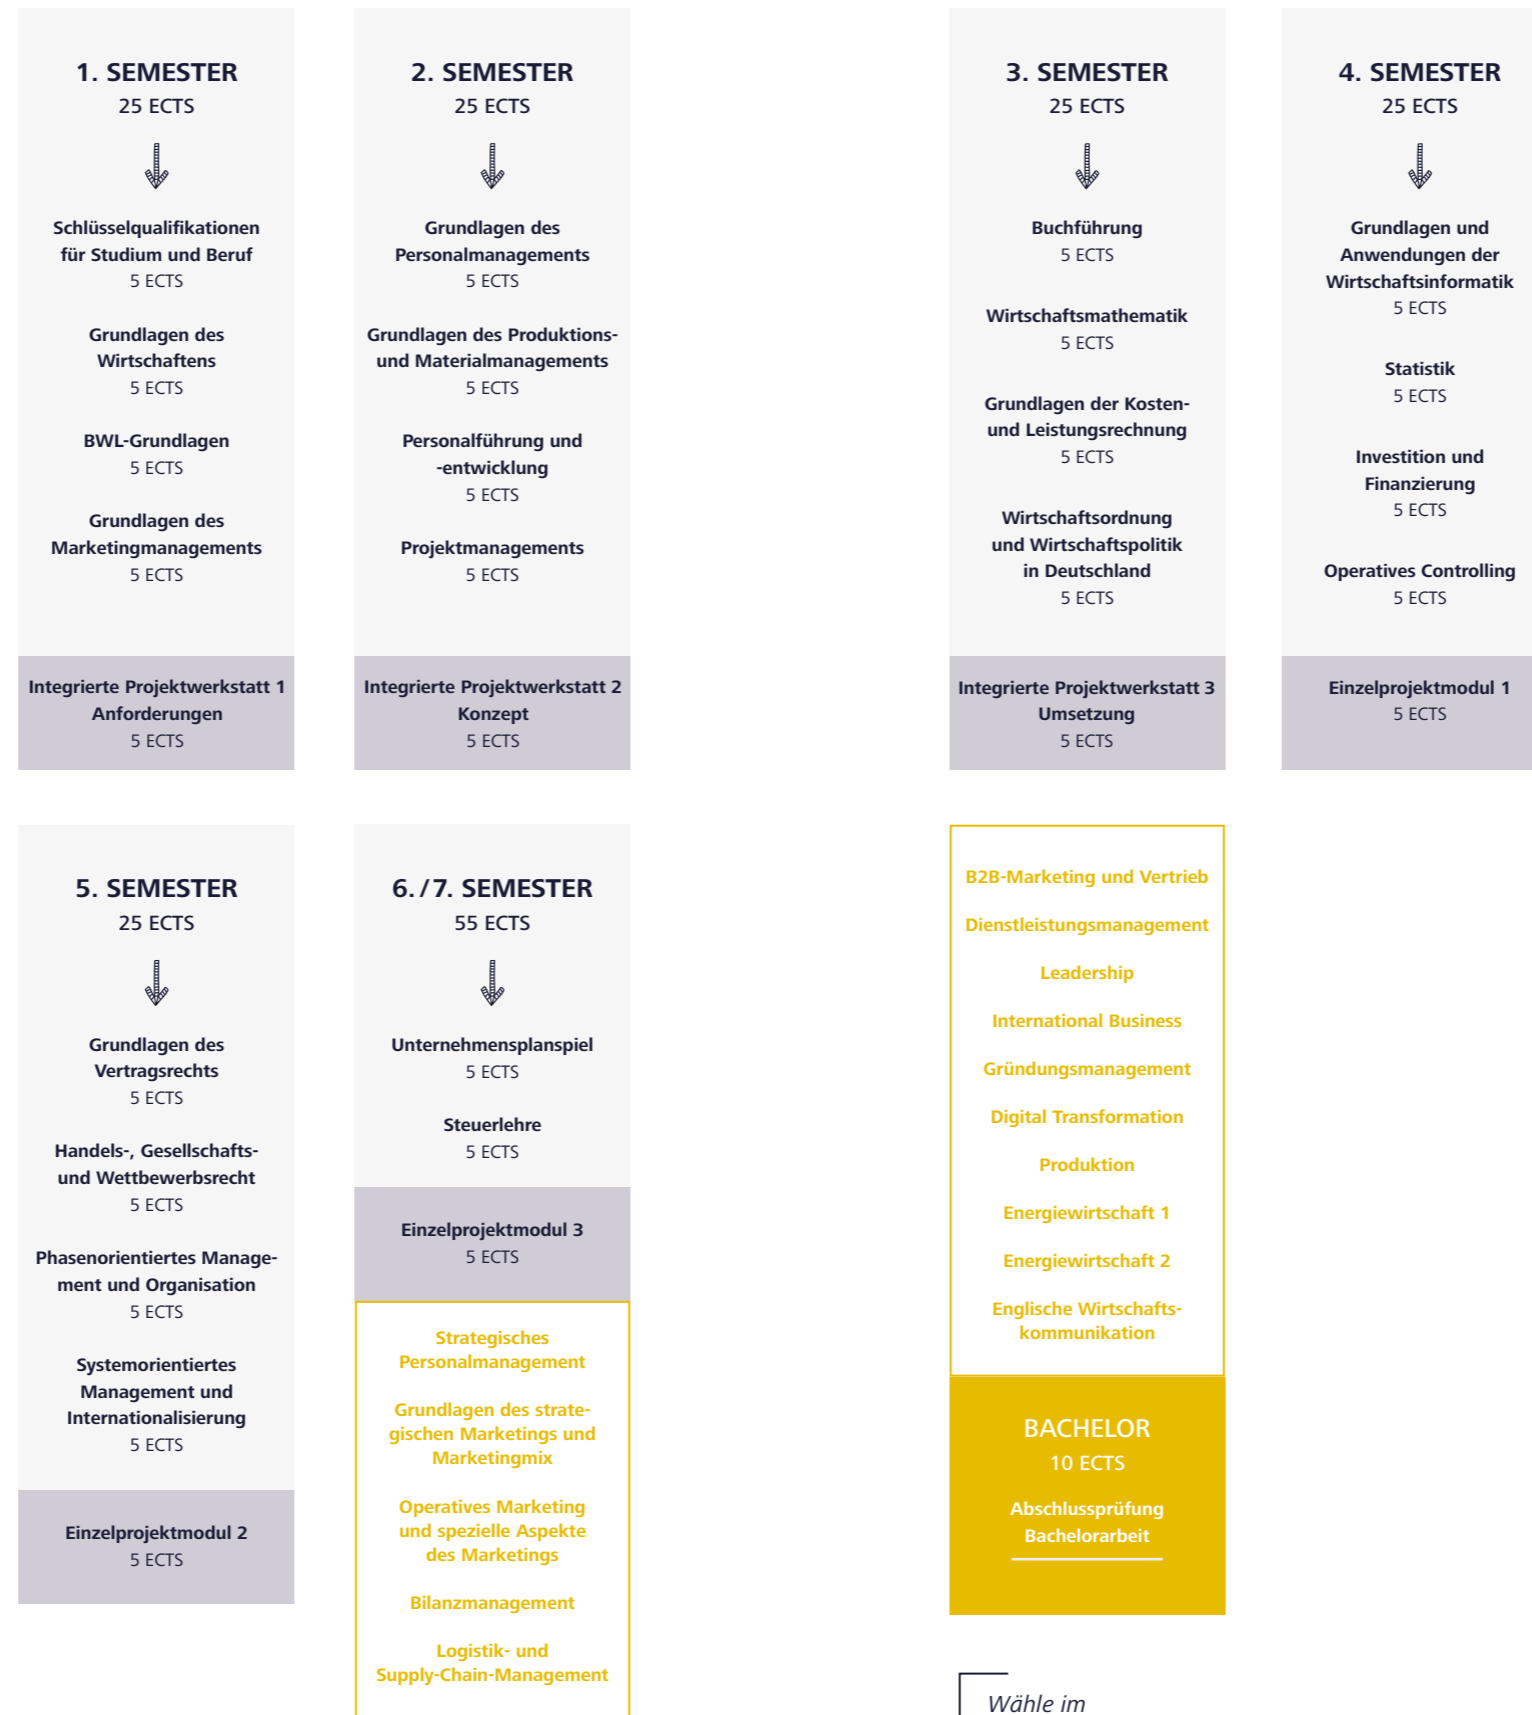 1. SEMESTER
25 ECTS
Schlüsselqualifikationen
für Studium und Beruf
5 ECTS
Grundlagen des
Wirtschaftens
5 ECTS
BWL-Grundlagen
5 ECTS
Grundlagen des
Marketingmanagements
5 ECTS
Integrierte Projektwerkstatt 1
Anforderungen
5 ECTS
2. SEMESTER
25 ECTS
Grundlagen des
Personalmanagements
5 ECTS
Grundlagen des Produktions-
und Materialmanagements
5 ECTS
Personalführung und
-entwicklung
5 ECTS
Projektmanagements
5 ECTS
Integrierte Projektwerkstatt 2
Konzept
5 ECTS
3. SEMESTER
25 ECTS
Buchführung
5 ECTS
Wirtschaftsmathematik
5 ECTS
Grundlagen der Kosten-
und Leistungsrechnung
5 ECTS
Wirtschaftsordnung
und Wirtschaftspolitik
in Deutschland
5 ECTS
Integrierte Projektwerkstatt 3
Umsetzung
5 ECTS
4. SEMESTER
25 ECTS
Grundlagen und
Anwendungen der
Wirtschaftsinformatik
5 ECTS
Statistik
5 ECTS
Investition und
Finanzierung
5 ECTS
Operatives Controlling
5 ECTS
Einzelprojektmodul 1
5 ECTS
5. SEMESTER
25 ECTS
Grundlagen des
Vertragsrechts
5 ECTS
Handels-, Gesellschafts-
und Wettbewerbsrecht
5 ECTS
Phasenorientiertes Manage-
ment und Organisation
5 ECTS
Systemorientiertes
Management und
Internationalisierung
5 ECTS
Einzelprojektmodul 2
5 ECTS
6./7. SEMESTER
55 ECTS
Unternehmensplanspiel
5 ECTS
Steuerlehre
5 ECTS
Einzelprojektmodul 3
5 ECTS
Strategisches
Personalmanagement
Grundlagen des strate-
gischen Marketings und
Marketingmix
Operatives Marketing
und spezielle Aspekte
des Marketings
Bilanzmanagement
Logistik- und
Supply-Chain-Management
B2B-Marketing und Vertrieb
Dienstleistungsmanagement
Leadership
International Business
Gründungsmanagement
Digital Transformation
Produktion
Energiewirtschaft 1
Energiewirtschaft 2
Englische Wirtschafts-
kommunikation
BACHELOR
10 ECTS
Abschlussprüfung
Bachelorarbeit
Wähle im